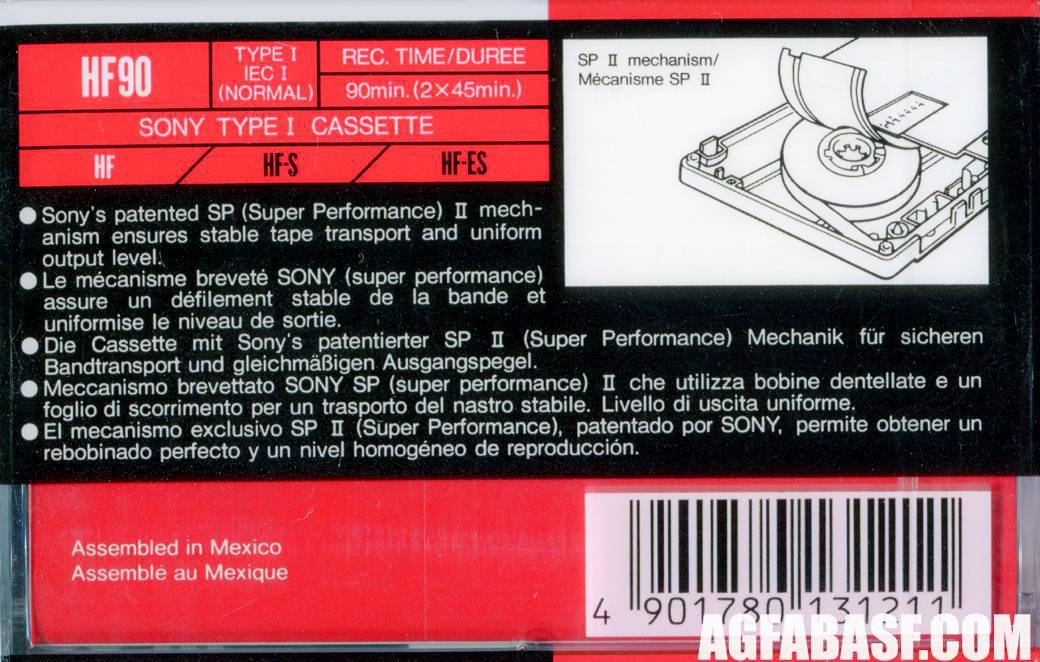 HF90
TYPE I
IEC I
(NORMAL)
REC. TIME/DUREE
90min. (2×45min.)
SONY TYPE I CASSETTE
HF / HF-S / HF-ES
SP II mechanism/
Mécanisme SP II
●Sony's patented SP (Super Performance) II mech-
anism ensures stable tape transport and uniform
output level.
●Le mécanisme breveté SONY (super performance)
assure un défilement stable de la bande et
uniformise le niveau de sortie.
●Die Cassette mit Sony's patentierter SP II (Super Performance) Mechanik für sicheren
Bandtransport und gleichmäßigen Ausgangspegel.
●Meccanismo brevettato SONY SP (super performance) II che utilizza bobine dentellate e un
foglio di scorrimento per un trasporto del nastro stabile. Livello di uscita uniforme.
●El mecanismo exclusivo SP II (Super Performance), patentado por SONY, permite obtener un
rebobinado perfecto y un nivel homogéneo de reproducción.
Assembled in Mexico
Assemblé au Mexique
4 901780 131211
AGFABASF.COM